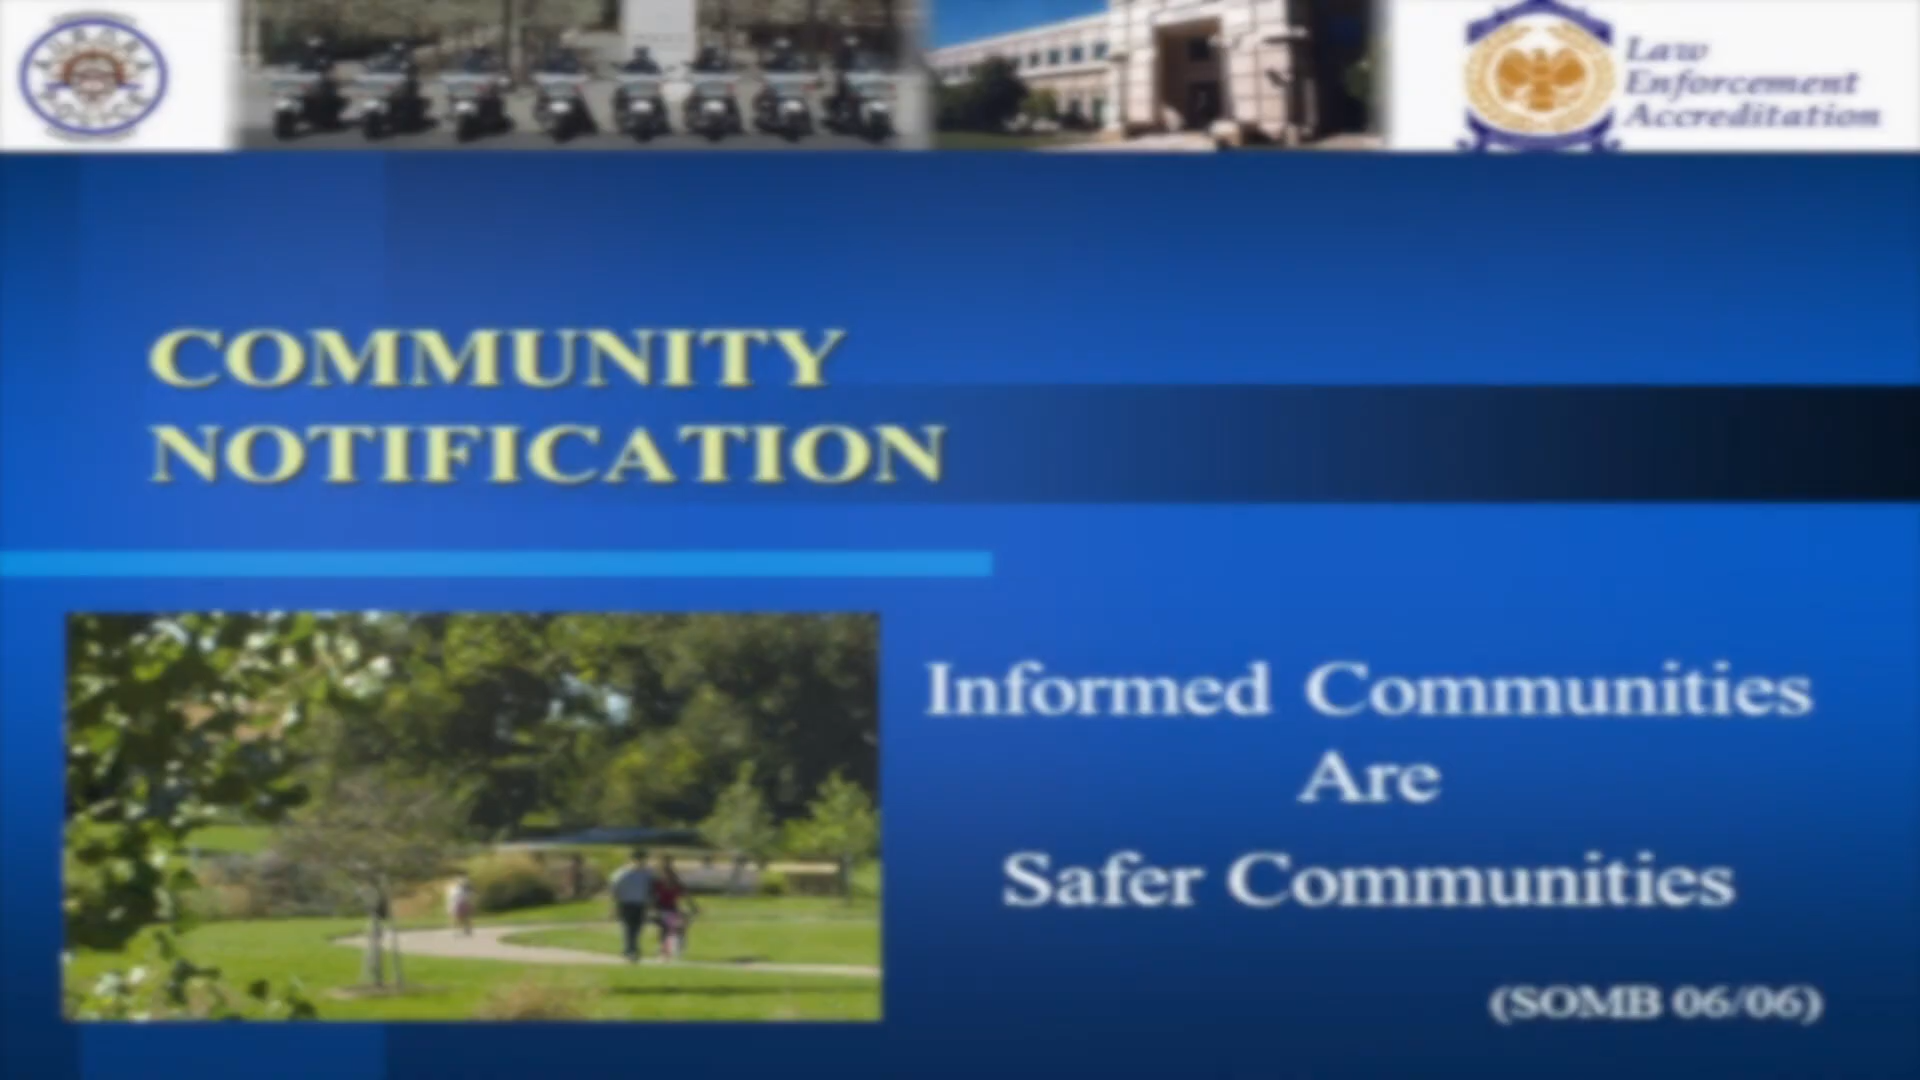 Law
Enforcement
Accreditation
COMMUNITY
NOTIFICATION
Informed Communities
Are
Safer Communities
(SOMB 06/06)